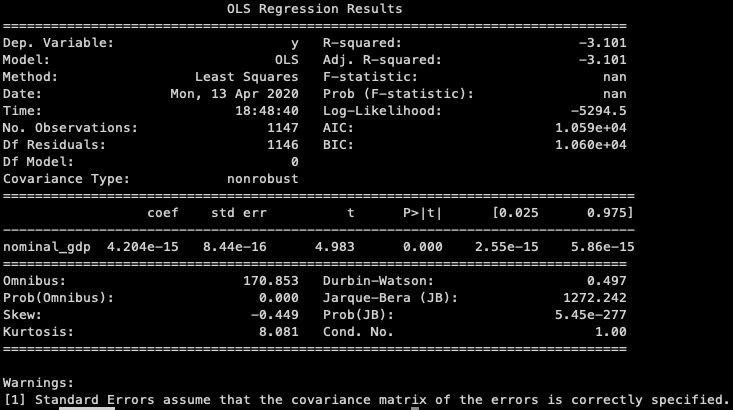 OLS Regression Results
==============================================================================
Dep. Variable:                      y   R-squared:                      -3.101
Model:                            OLS   Adj. R-squared:                 -3.101
Method:                 Least Squares   F-statistic:                       nan
Date:                Mon, 13 Apr 2020   Prob (F-statistic):                nan
Time:                        18:48:40   Log-Likelihood:                -5294.5
No. Observations:                1147   AIC:                         1.059e+04
Df Residuals:                    1146   BIC:                         1.060e+04
Df Model:                           0
Covariance Type:            nonrobust
===============================================================================
                  coef    std err          t      P>|t|      [0.025      0.975]
-------------------------------------------------------------------------------
nominal_gdp  4.204e-15   8.44e-16      4.983      0.000    2.55e-15    5.86e-15
==============================================================================
Omnibus:                      170.853   Durbin-Watson:                   0.497
Prob(Omnibus):                  0.000   Jarque-Bera (JB):             1272.242
Skew:                          -0.449   Prob(JB):                    5.45e-277
Kurtosis:                       8.081   Cond. No.                         1.00
==============================================================================
Warnings:
[1] Standard Errors assume that the covariance matrix of the errors is correctly specified.